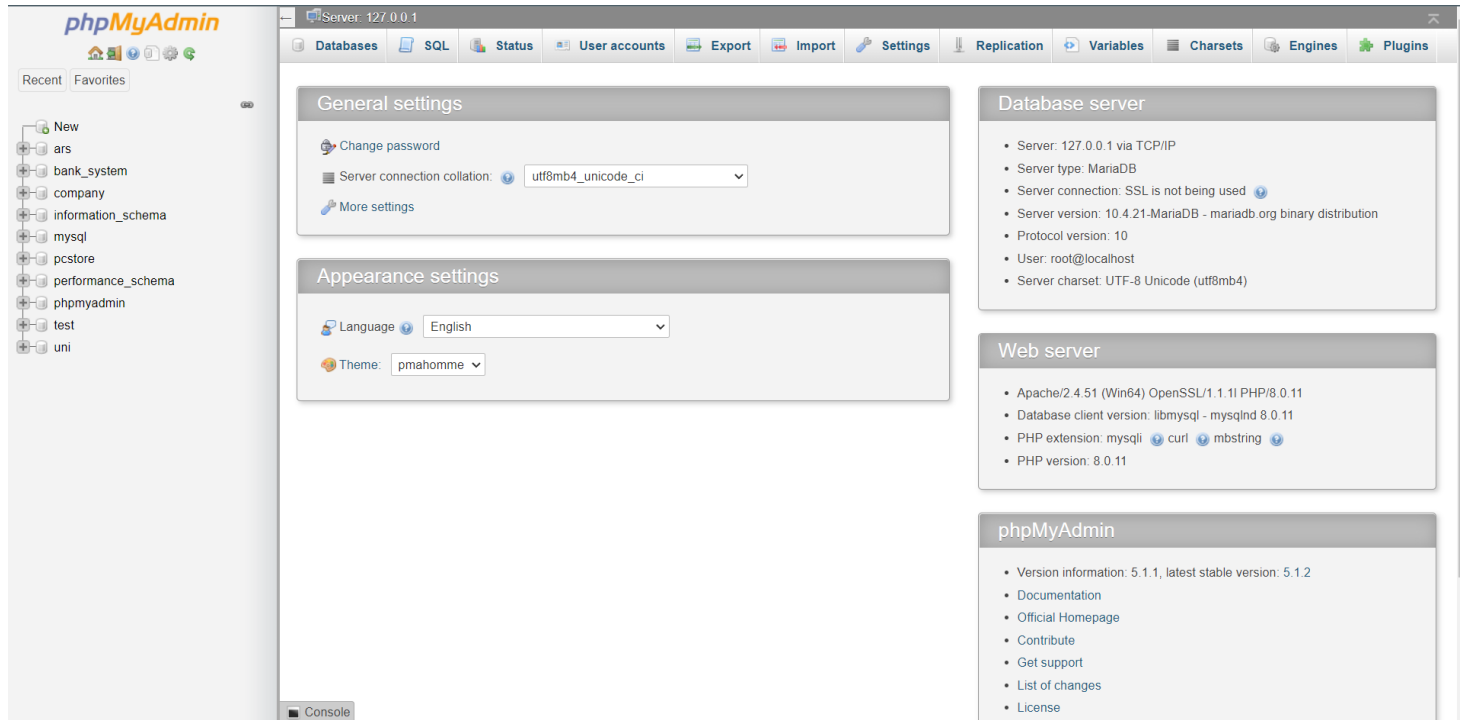 phpMyAdmin
Recent Favorites
New
ars
bank_system
company
information_schema
mysql
pcstore
performance_schema
phpmyadmin
test
uni
Server: 127.0.0.1
Databases SQL Status User accounts Export Import Settings Replication Variables Charsets Engines Plugins
General settings
Change password
Server connection collation: utf8mb4_unicode_ci
More settings
Appearance settings
Language English
Theme: pmahomme
Database server
Server: 127.0.0.1 via TCP/IP
Server type: MariaDB
Server connection: SSL is not being used
Server version: 10.4.21-MariaDB - mariadb.org binary distribution
Protocol version: 10
User: root@localhost
Server charset: UTF-8 Unicode (utf8mb4)
Web server
Apache/2.4.51 (Win64) OpenSSL/1.1.1l PHP/8.0.11
Database client version: libmysql - mysqlnd 8.0.11
PHP extension: mysqli curl mbstring
PHP version: 8.0.11
phpMyAdmin
Version information: 5.1.1, latest stable version: 5.1.2
Documentation
Official Homepage
Contribute
Get support
List of changes
License
Console